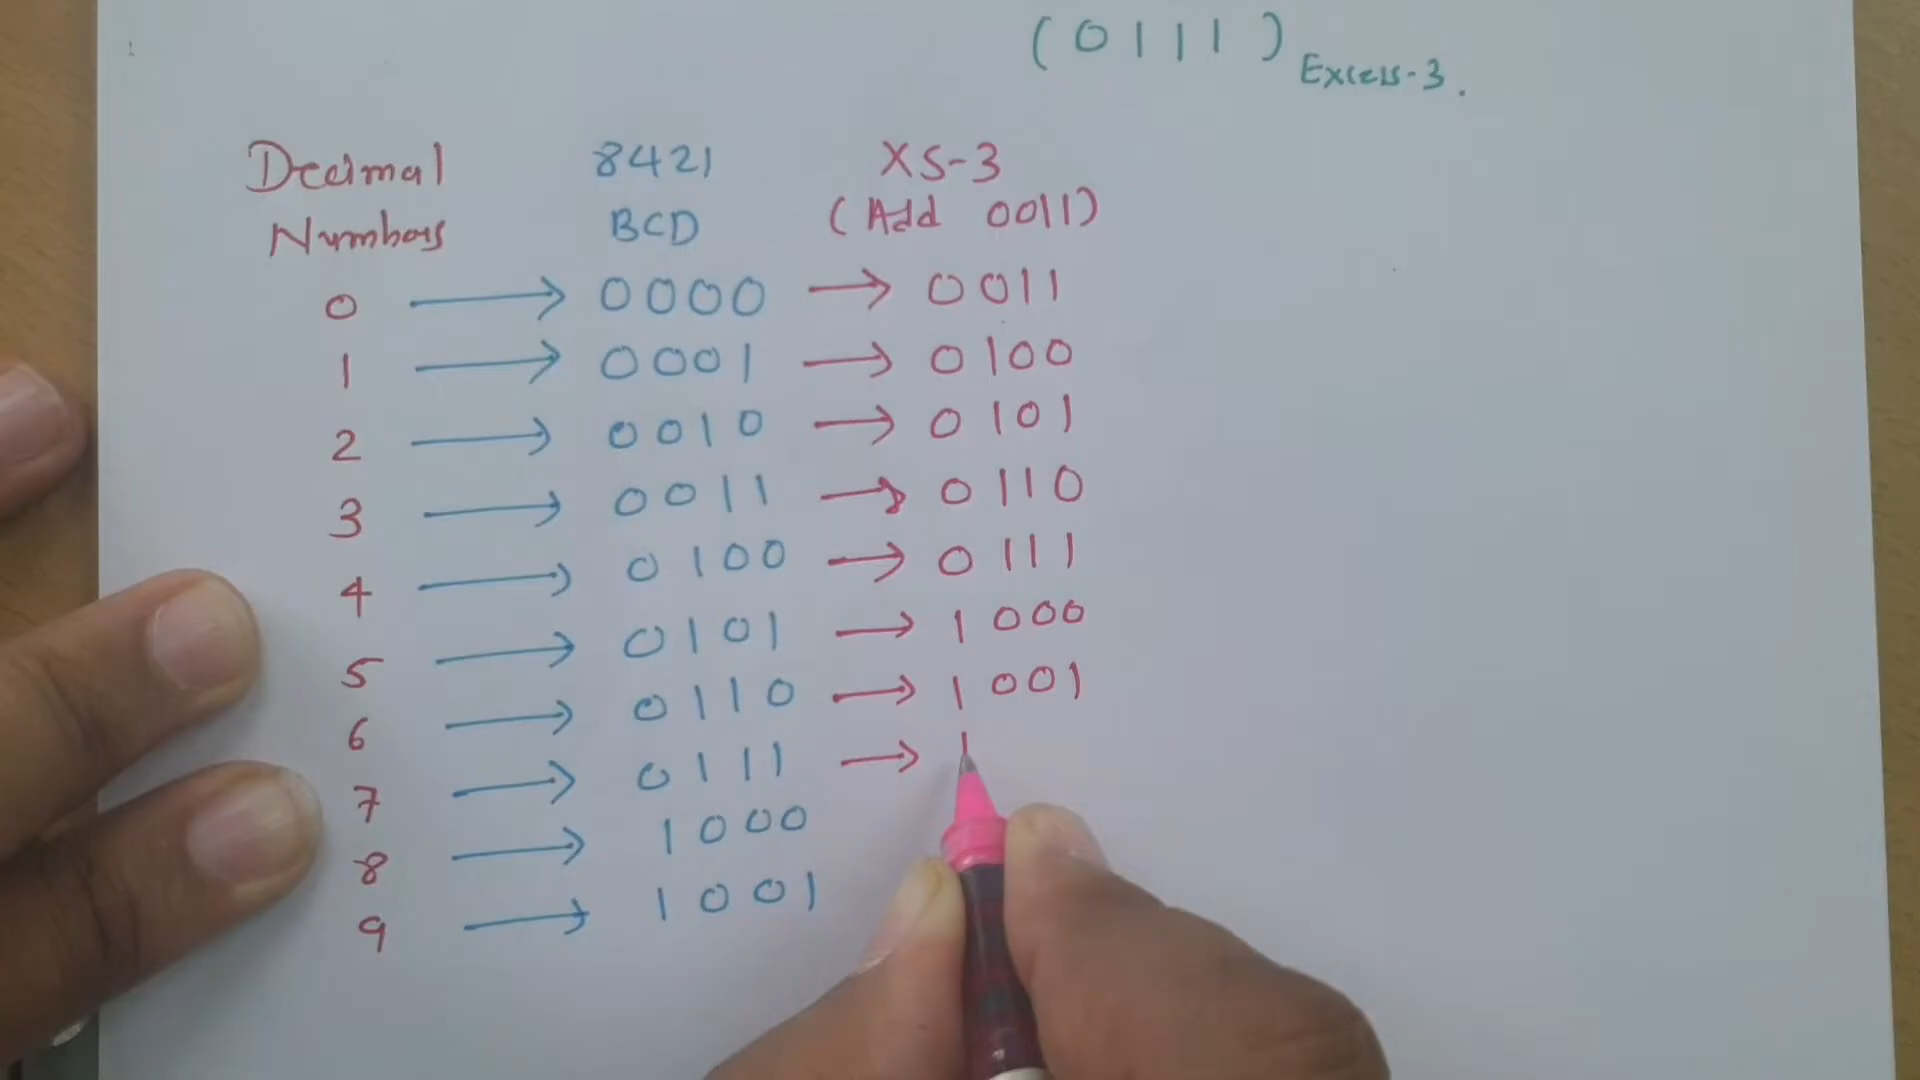 (0111)Excess-3.
Decimal 8421 XS-3
Numbers BCD (Add 0011)
0 → 0000 → 0011
1 → 0001 → 0100
2 → 0010 → 0101
3 → 0011 → 0110
4 → 0100 → 0111
5 → 0101 → 1000
6 → 0110 → 1001
7 → 0111 → 1
8 → 1000
9 → 1001